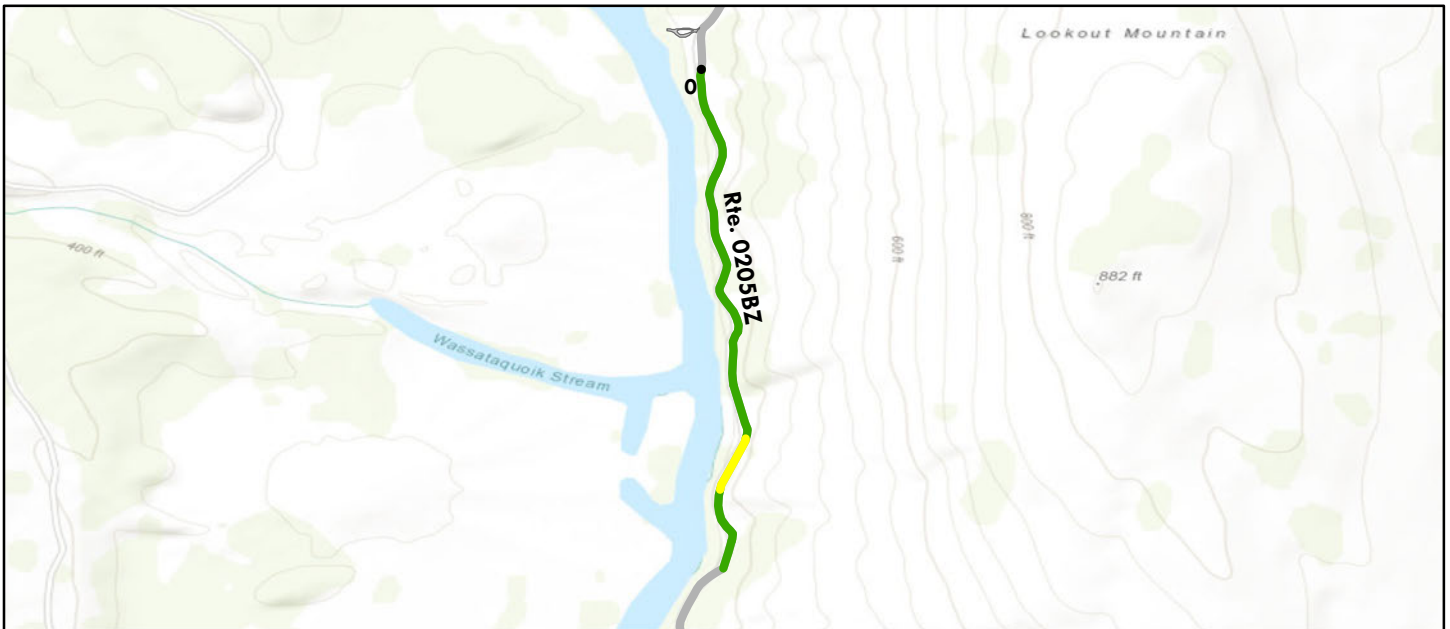 Lookout Mountain
0
Rte. 0205BZ
800 ft
600 ft
400 ft
882 ft
Wassataquoik Stream